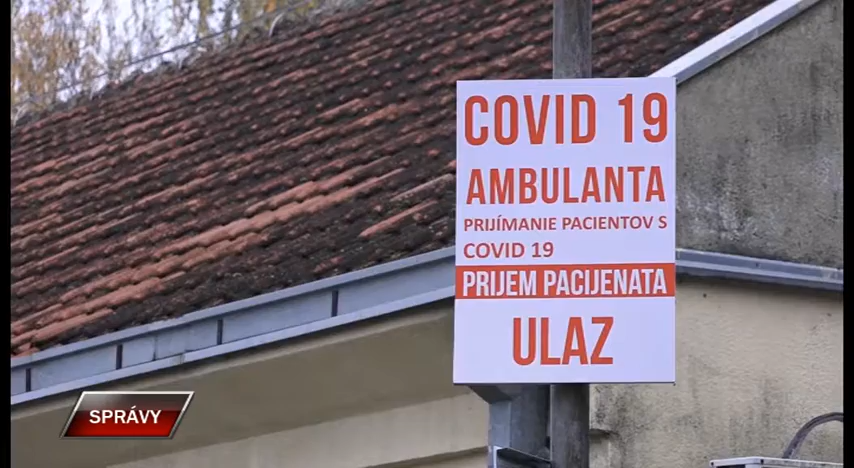 COVID 19
AMBULANTA
PRIJÍMANIE PACIENTOV S
COVID 19
PRIJEM PACIJENATA
ULAZ
SPRÁVY